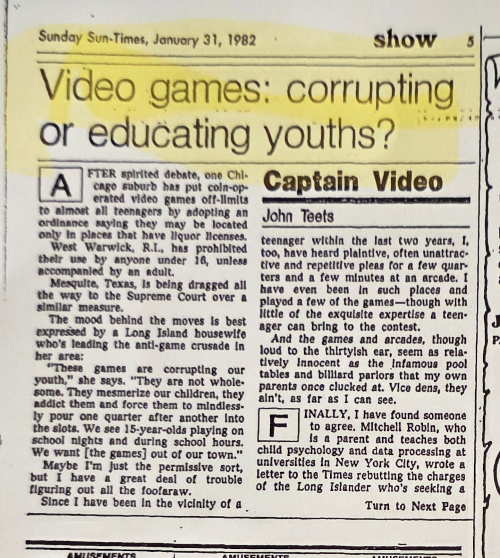 Sunday Sun-Times, January 31, 1982
show 5
Video games: corrupting
or educating youths?
AFTER spirited debate, one Chi-
cago suburb has put coin-op-
erated video games off-limits
to almost all teenagers by adopting an
ordinance saying they may be located
only in places that have liquor licenses.
West Warwick, R.I., has prohibited
their use by anyone under 16, unless
accompanied by an adult.
Mesquite, Texas, is being dragged all
the way to the Supreme Court over a
similar measure.
The mood behind the moves is best
expressed by a Long Island housewife
who's leading the anti-game crusade in
her area:
"These games are corrupting our
youth," she says. "They are not whole-
some. They mesmerize our children, they
addict them and force them to mindless-
ly pour one quarter after another into
the slots. We see 15-year-olds playing on
school nights and during school hours.
We want [the games] out of our town."
Maybe I'm just the permissive sort,
but I have a great deal of trouble
figuring out all the foofaraw.
Since I have been in the vicinity of a
Captain Video
John Teets
teenager within the last two years, I,
too, have heard plaintive, often unattrac-
tive and repetitive pleas for a few quar-
ters and a few minutes at an arcade. I
have even been in such places and
played a few of the games—though with
little of the exquisite expertise a teen-
ager can bring to the contest.
And the games and arcades, though
loud to the thirtyish ear, seem as rela-
tively innocent as the infamous pool
tables and billiard parlors that my own
parents once clucked at. Vice dens, they
ain't, as far as I can see.
FINALLY, I have found someone
to agree. Mitchell Robin, who
is a parent and teaches both
child psychology and data processing at
universities in New York City, wrote a
letter to the Times rebutting the charges
of the Long Islander who's seeking a
Turn to Next Page
AMUSEMENTS
AMUSEMENTS
AMUSEMENTS